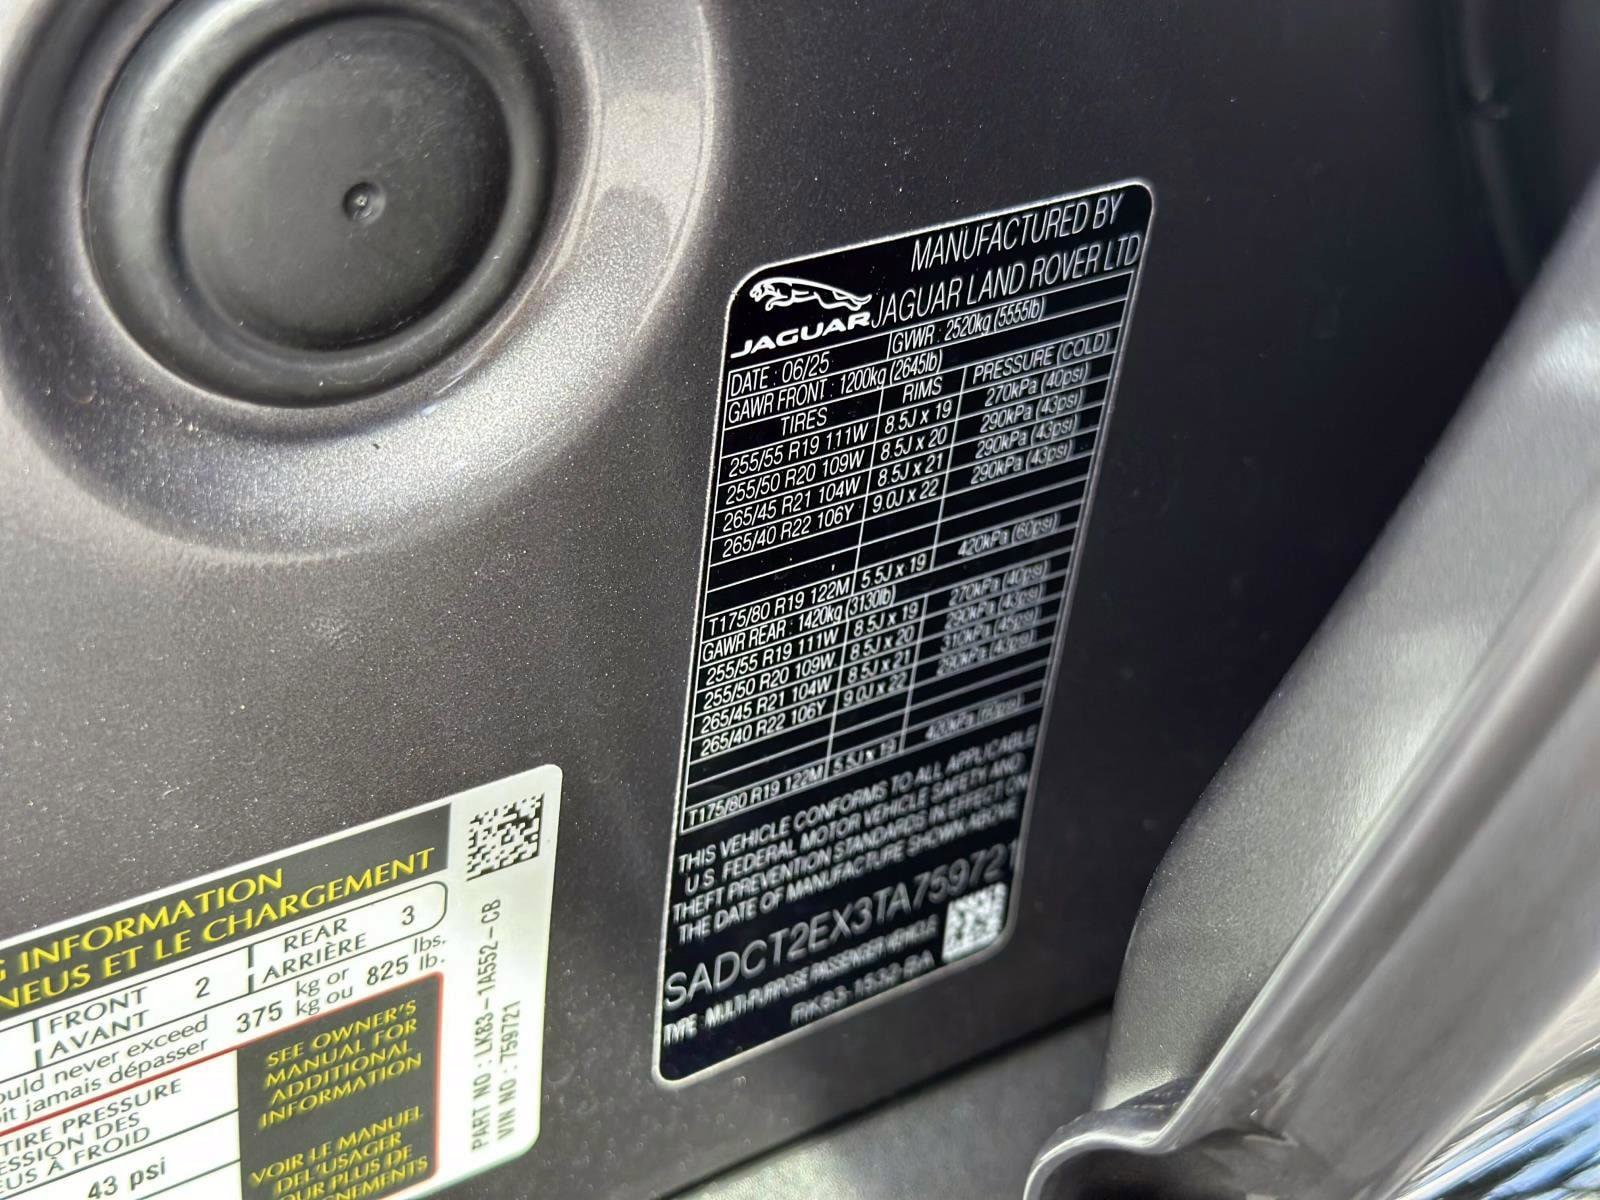 JAGUAR
MANUFACTURED BY
JAGUAR LAND ROVER LTD
DATE : 06/25 GVWR : 2520kg (5555lb)
GAWR FRONT : 1200kg (2645lb)
TIRES RIMS PRESSURE (COLD)
255/55 R19 111W 8.5J x 19 270kPa (40psi)
255/50 R20 109W 8.5J x 20 290kPa (43psi)
265/45 R21 104W 8.5J x 21 290kPa (43psi)
265/40 R22 106Y 9.0J x 22 290kPa (43psi)
T175/80 R19 122M 5.5J x 19 420kPa (60psi)
GAWR REAR : 1420kg (3130lb)
255/55 R19 111W 8.5J x 19 270kPa (40psi)
255/50 R20 109W 8.5J x 20 290kPa (43psi)
265/45 R21 104W 8.5J x 21 310kPa (45psi)
265/40 R22 106Y 9.0J x 22 290kPa (43psi)
T175/80 R19 122M 5.5J x 19 420kPa (60psi)
THIS VEHICLE CONFORMS TO ALL APPLICABLE
U.S. FEDERAL MOTOR VEHICLE SAFETY AND
THEFT PREVENTION STANDARDS IN EFFECT ON
THE DATE OF MANUFACTURE SHOWN ABOVE
SADCT2EX3TA759721
TYPE : MULTI-PURPOSE PASSENGER VEHICLE
INFORMATION
NEUS ET LE CHARGEMENT
FRONT 2 REAR 3
AVANT ARRIÈRE
ould never exceed 375 kg or 825 lbs.
oit jamais dépasser kg ou lb.
TIRE PRESSURE
ESSION DES
EUS À FROID
43 psi
SEE OWNER'S
MANUAL FOR
ADDITIONAL
INFORMATION
VOIR LE MANUEL
DE L'USAGER
OUR PLUS DE
GNEMENTS
PART NO : LK83-1A552-CB
VIN NO : 759721